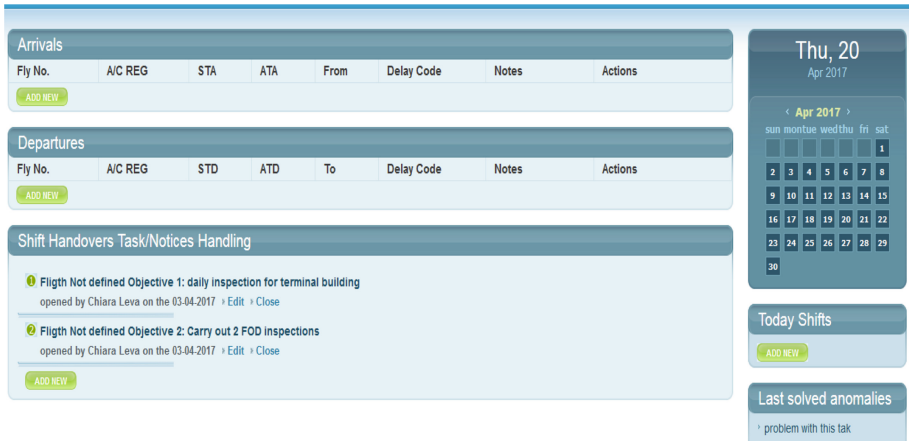 Arrivals
Fly No. A/C REG STA ATA From Delay Code Notes Actions
ADD NEW
Departures
Fly No. A/C REG STD ATD To Delay Code Notes Actions
ADD NEW
Shift Handovers Task/Notices Handling
1 Fligth Not defined Objective 1: daily inspection for terminal building
opened by Chiara Leva on the 03-04-2017 » Edit » Close
2 Fligth Not defined Objective 2: Carry out 2 FOD inspections
opened by Chiara Leva on the 03-04-2017 » Edit » Close
ADD NEW
Thu, 20
Apr 2017
‹ Apr 2017 ›
sun mon tue wed thu fri sat
1
2 3 4 5 6 7 8
9 10 11 12 13 14 15
16 17 18 19 20 21 22
23 24 25 26 27 28 29
30
Today Shifts
ADD NEW
Last solved anomalies
› problem with this tak